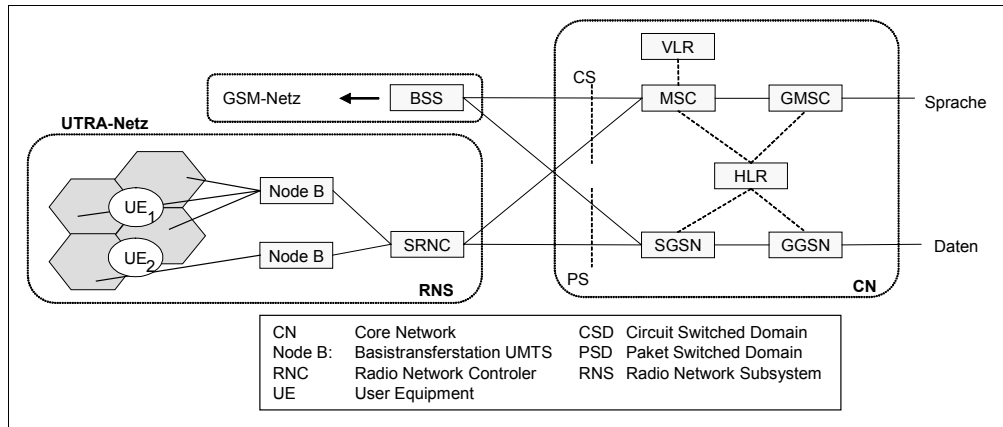 VLR
CS
GSM-Netz
BSS
MSC
GMSC
Sprache
UTRA-Netz
HLR
UE1
Node B
UE2
Node B
SRNC
SGSN
GGSN
Daten
RNS
PS
CN
CN Core Network
CSD Circuit Switched Domain
Node B: Basistransferstation UMTS
PSD Paket Switched Domain
RNC Radio Network Controler
RNS Radio Network Subsystem
UE User Equipment